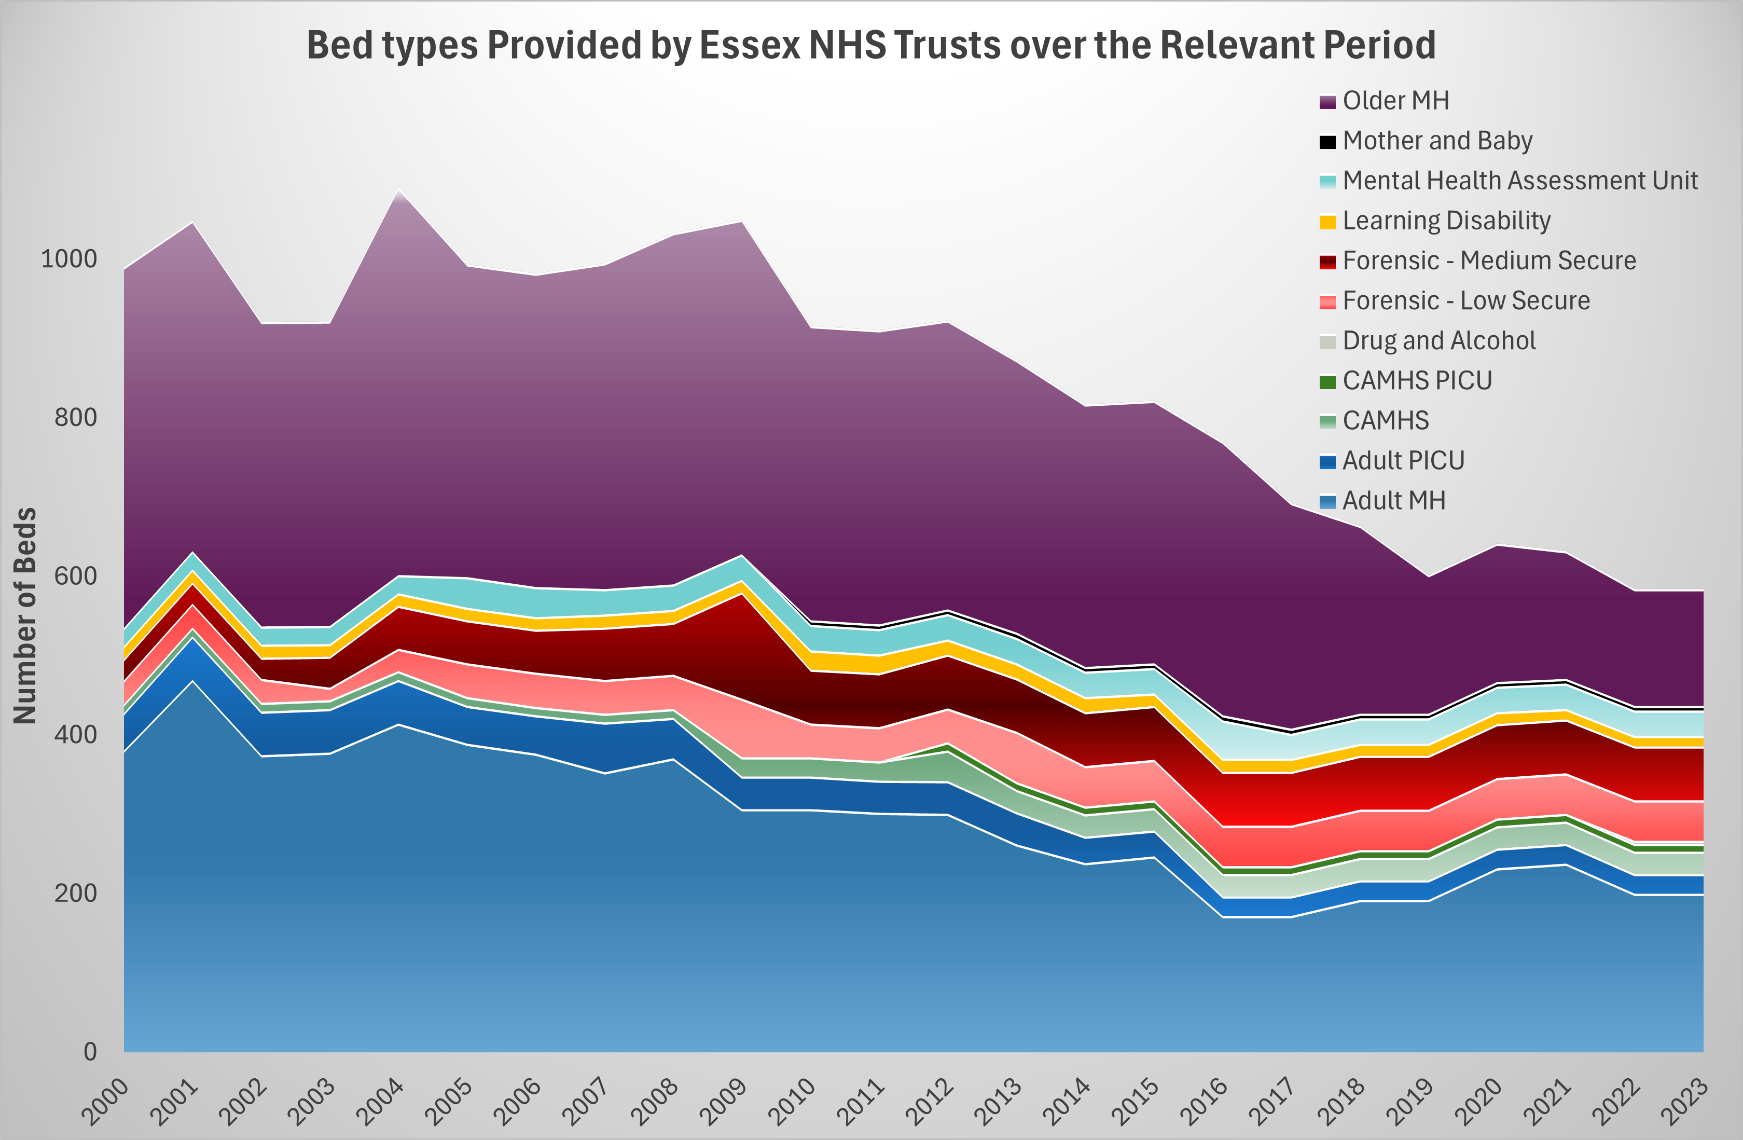 Bed types Provided by Essex NHS Trusts over the Relevant Period
Older MH
Mother and Baby
Mental Health Assessment Unit
Learning Disability
Forensic - Medium Secure
Forensic - Low Secure
Drug and Alcohol
CAMHS PICU
CAMHS
Adult PICU
Adult MH
Number of Beds
1000
800
600
400
200
0
2000
2001
2002
2003
2004
2005
2006
2007
2008
2009
2010
2011
2012
2013
2014
2015
2016
2017
2018
2019
2020
2021
2022
2023